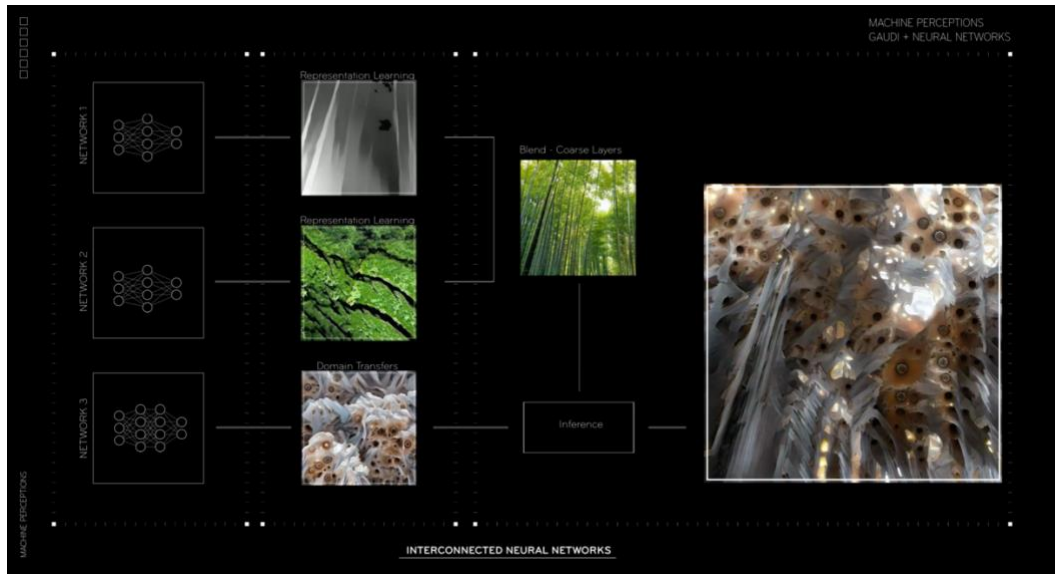 MACHINE PERCEPTIONS
GAUDI + NEURAL NETWORKS
NETWORK 1
Representation Learning
Blend - Coarse Layers
NETWORK 2
Representation Learning
NETWORK 3
Domain Transfers
Inference
MACHINE PERCEPTIONS
INTERCONNECTED NEURAL NETWORKS